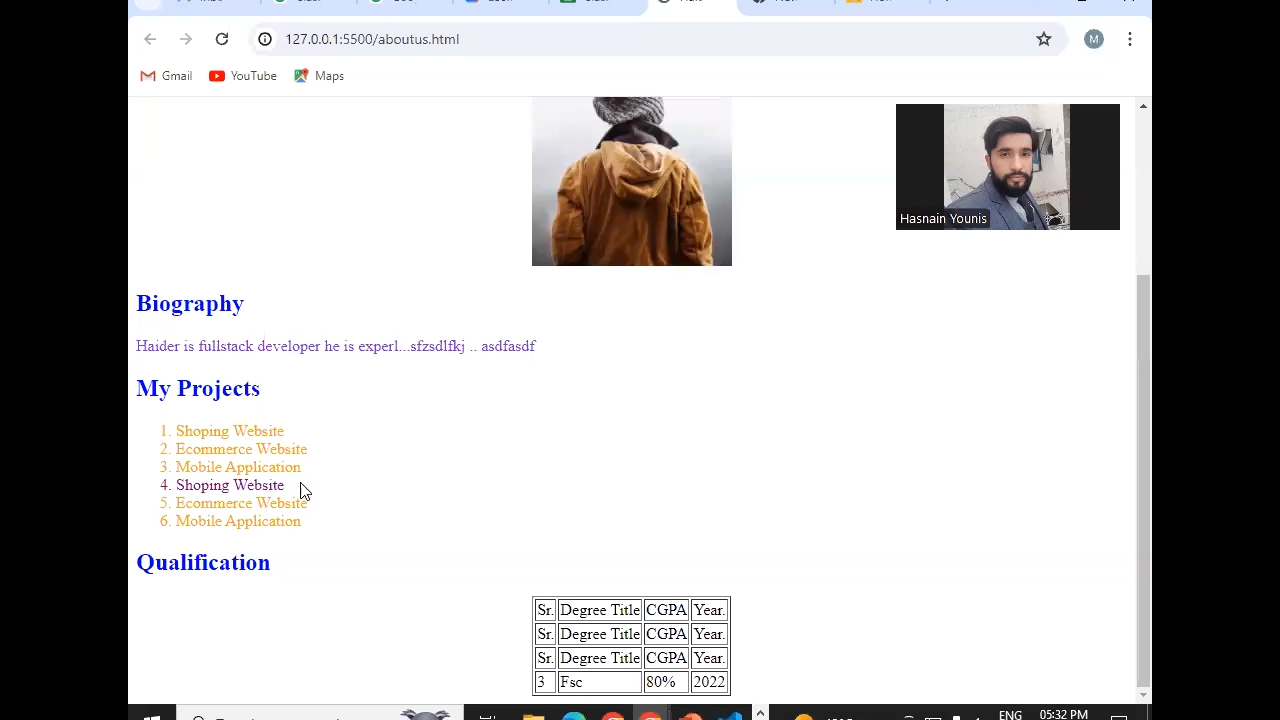 127.0.0.1:5500/aboutus.html
M
Gmail
YouTube
Maps
Hasnain Younis
Biography
Haider is fullstack developer he is experl...sfzsdlfkj .. asdfasdf
My Projects
1. Shoping Website
2. Ecommerce Website
3. Mobile Application
4. Shoping Website
5. Ecommerce Website
6. Mobile Application
Qualification
Sr. Degree Title CGPA Year.
Sr. Degree Title CGPA Year.
Sr. Degree Title CGPA Year.
3 Fsc 80% 2022
ENG
05:32 PM